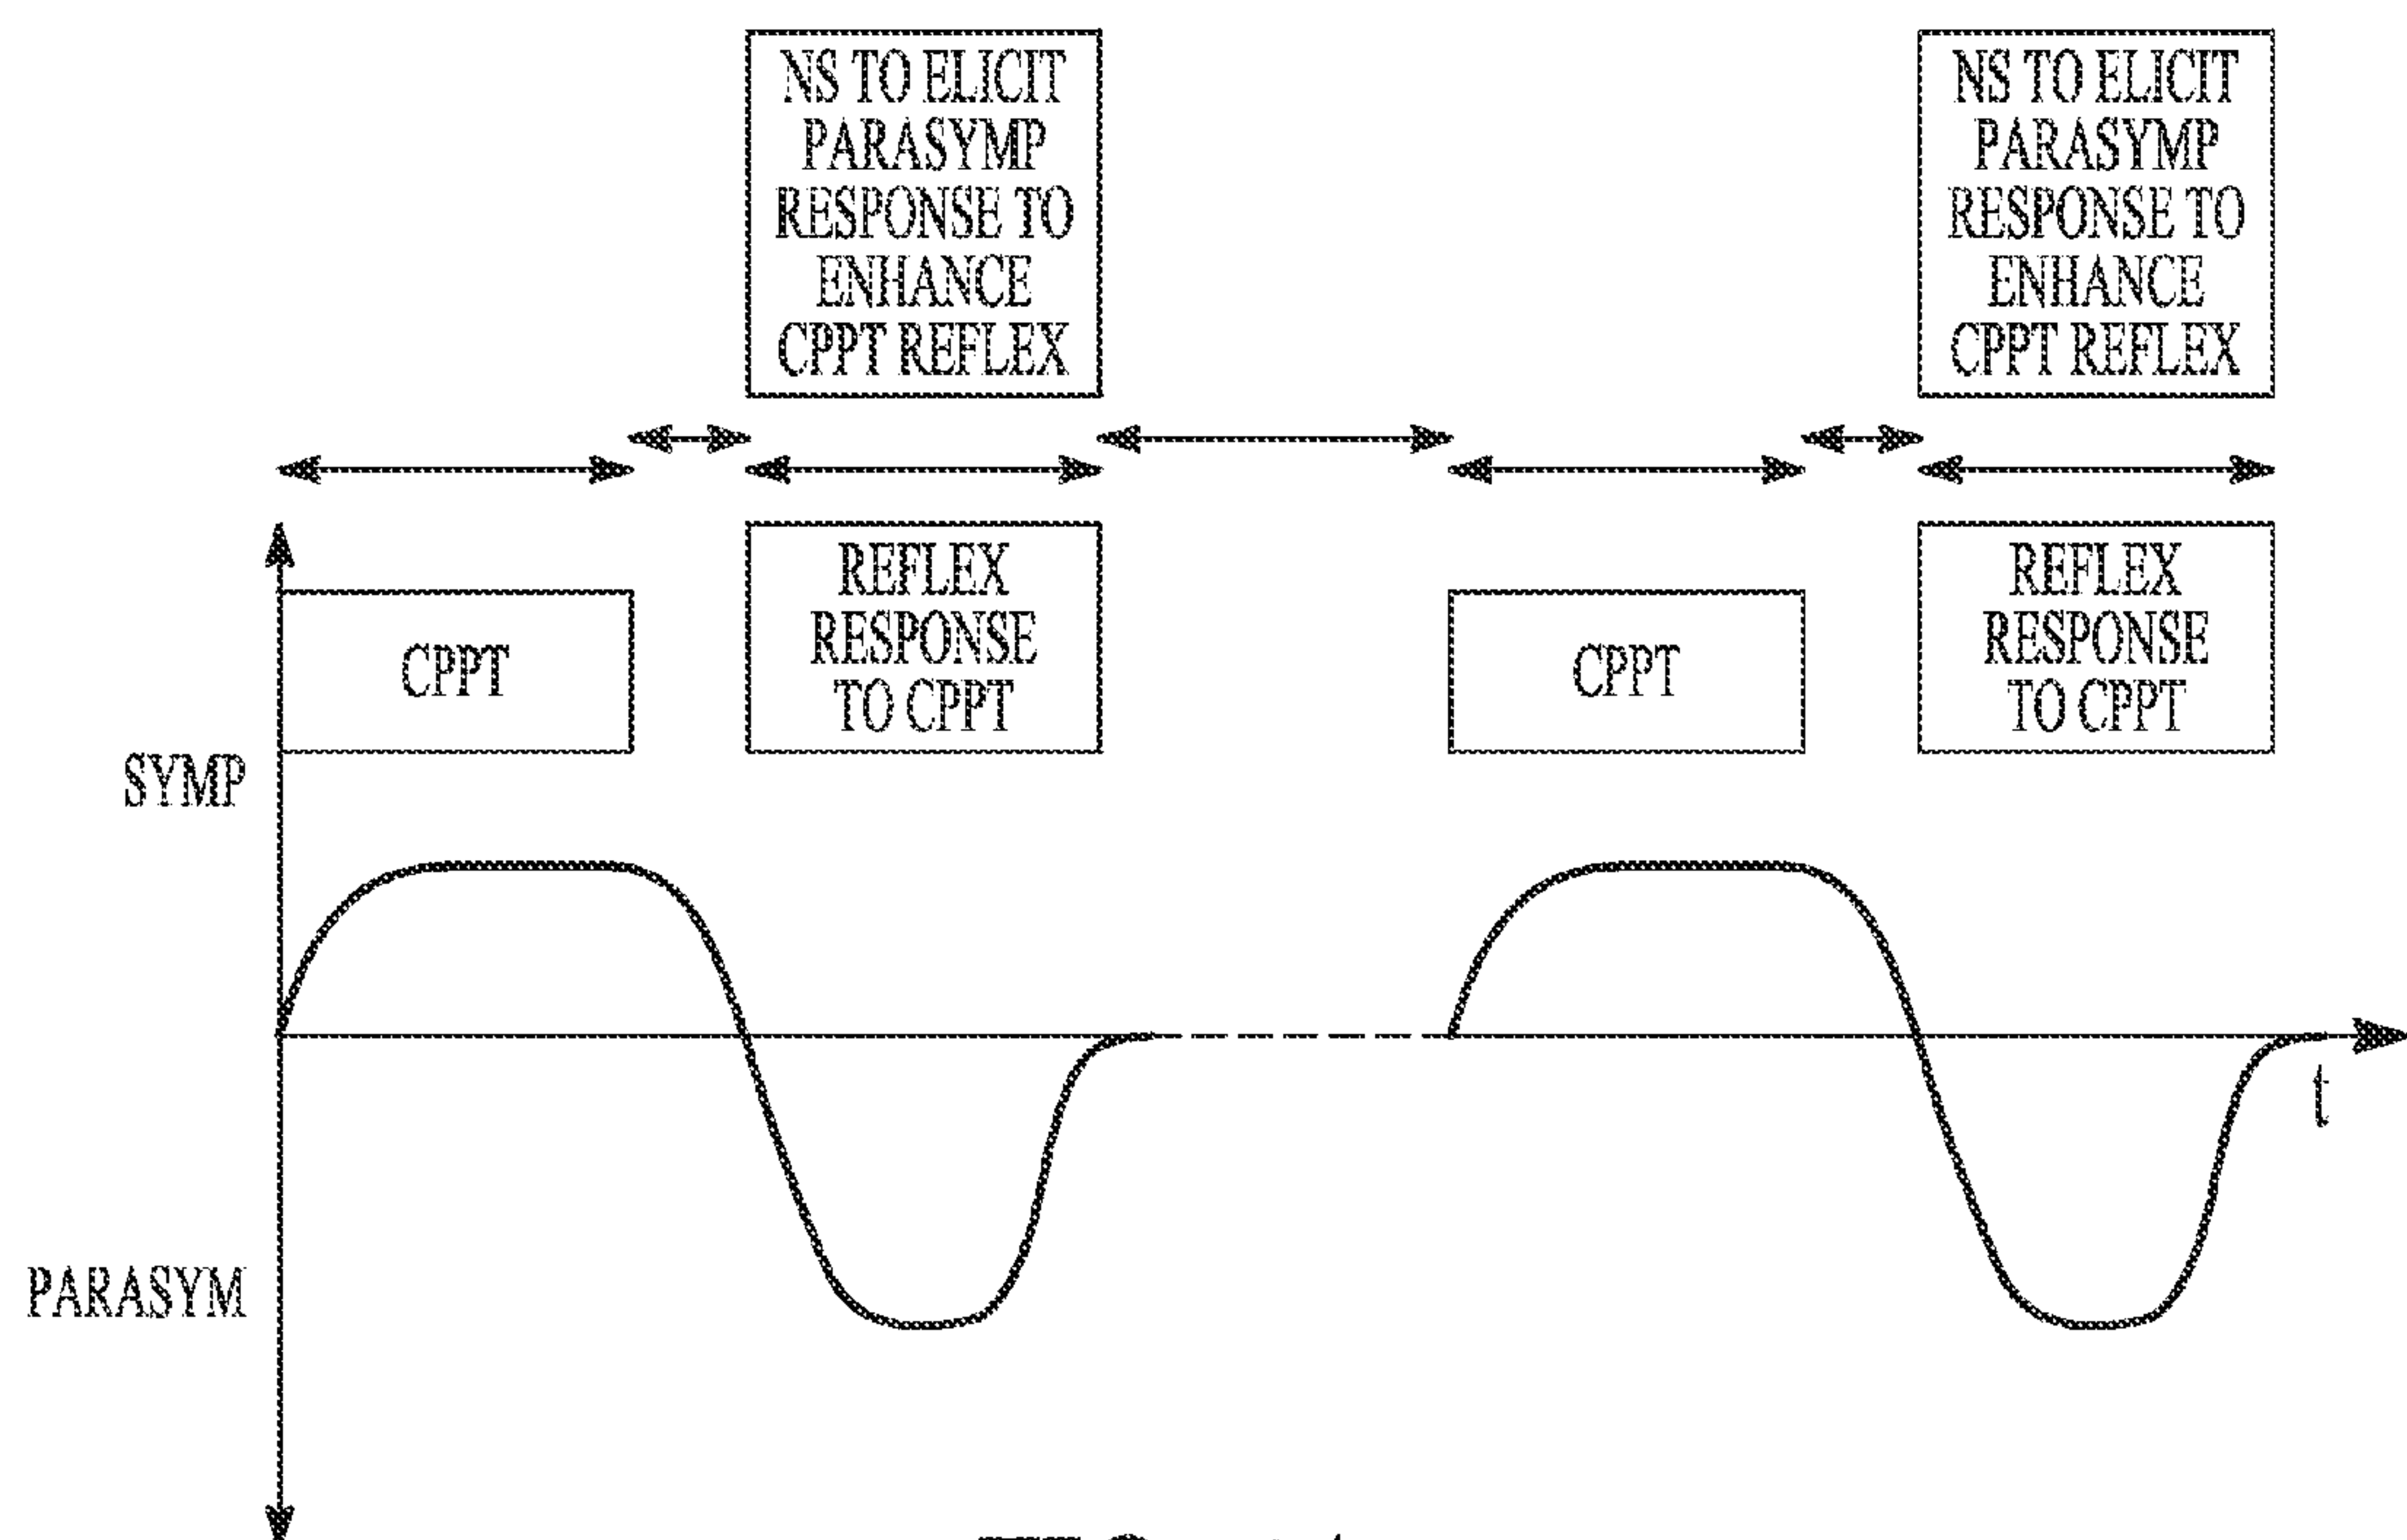 NS TO ELICIT
PARASYMP
RESPONSE TO
ENHANCE
CPPT REFLEX
NS TO ELICIT
PARASYMP
RESPONSE TO
ENHANCE
CPPT REFLEX
CPPT
REFLEX
RESPONSE
TO CPPT
CPPT
REFLEX
RESPONSE
TO CPPT
SYMP
t
PARASYM